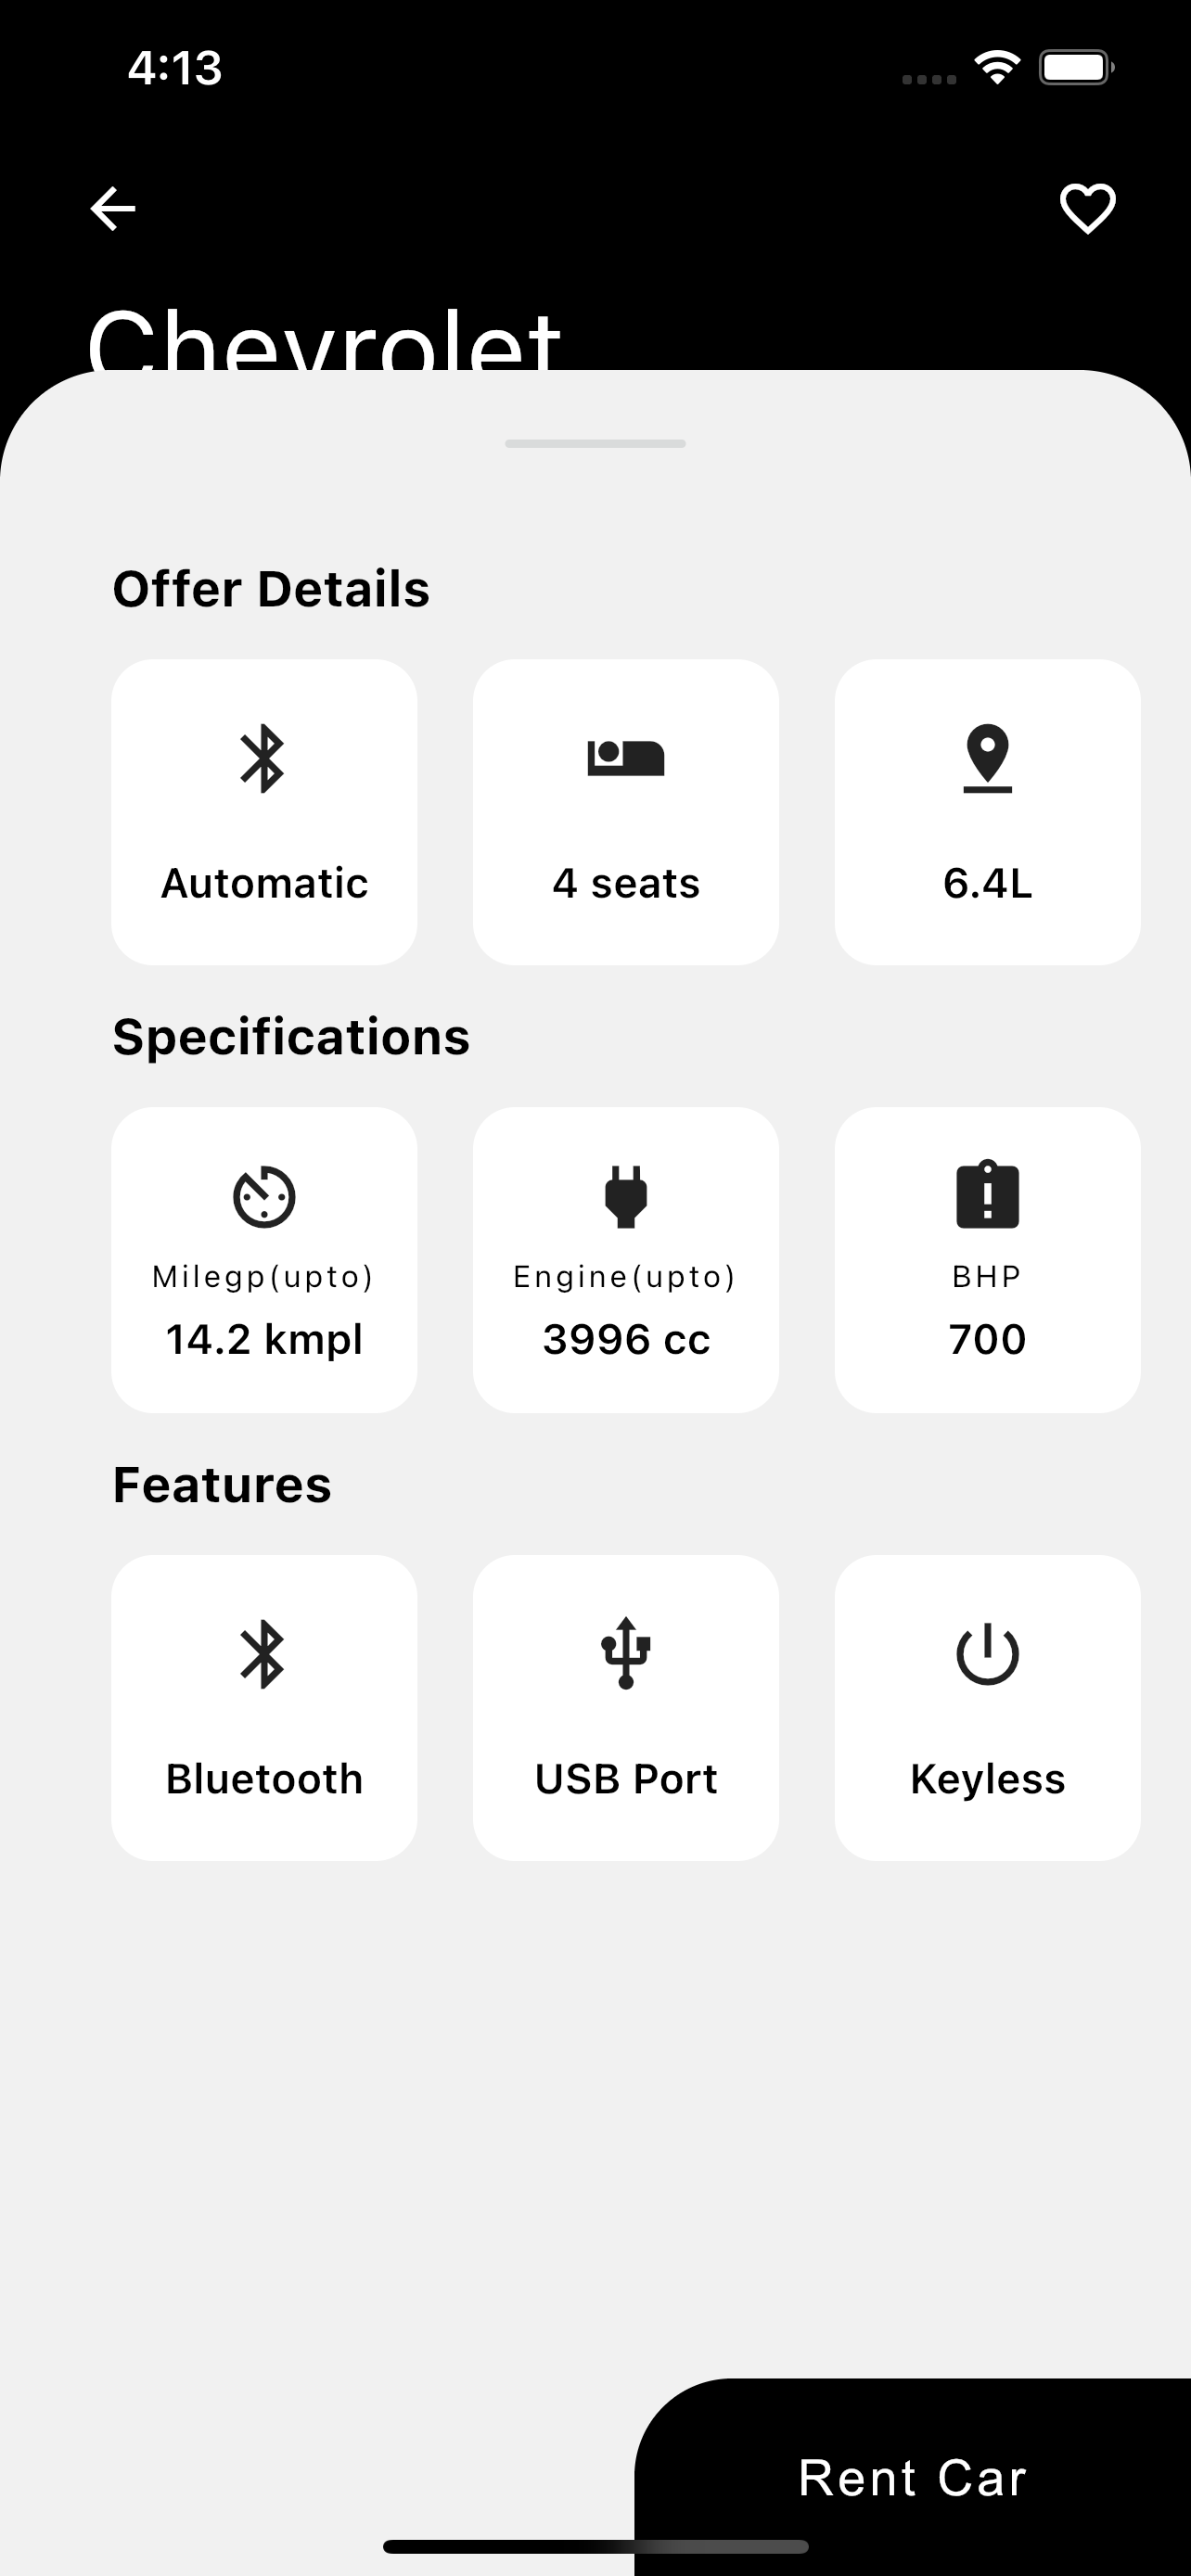 4:13
Chevrolet
Offer Details
Automatic
4 seats
6.4L
Specifications
Milegp(upto)
14.2 kmpl
Engine(upto)
3996 cc
BHP
700
Features
Bluetooth
USB Port
Keyless
Rent Car